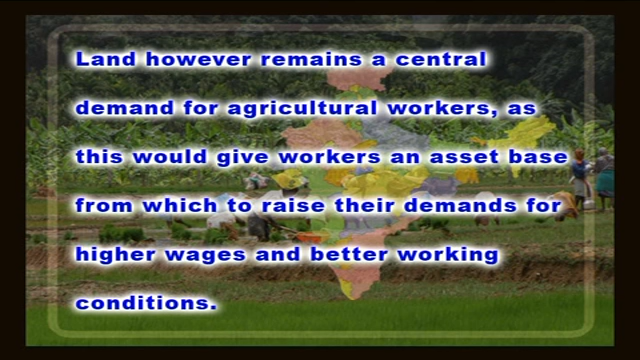 Land however remains a central
demand for agricultural workers, as
this would give workers an asset base
from which to raise their demands for
higher wages and better working
conditions.